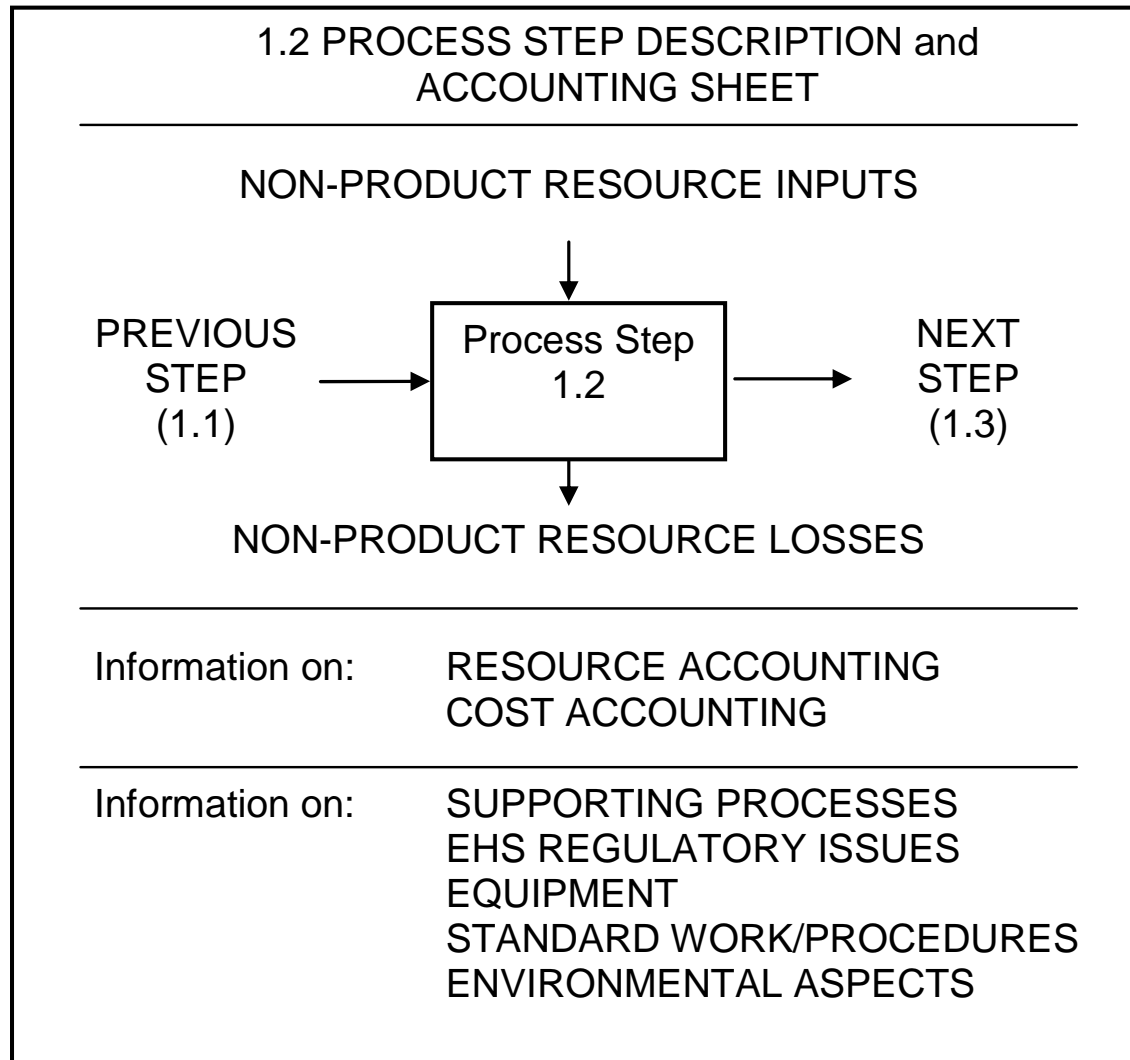 1.2 PROCESS STEP DESCRIPTION and
ACCOUNTING SHEET
NON-PRODUCT RESOURCE INPUTS
PREVIOUS
STEP
(1.1)
Process Step
1.2
NEXT
STEP
(1.3)
NON-PRODUCT RESOURCE LOSSES
Information on: RESOURCE ACCOUNTING
COST ACCOUNTING
Information on: SUPPORTING PROCESSES
EHS REGULATORY ISSUES
EQUIPMENT
STANDARD WORK/PROCEDURES
ENVIRONMENTAL ASPECTS